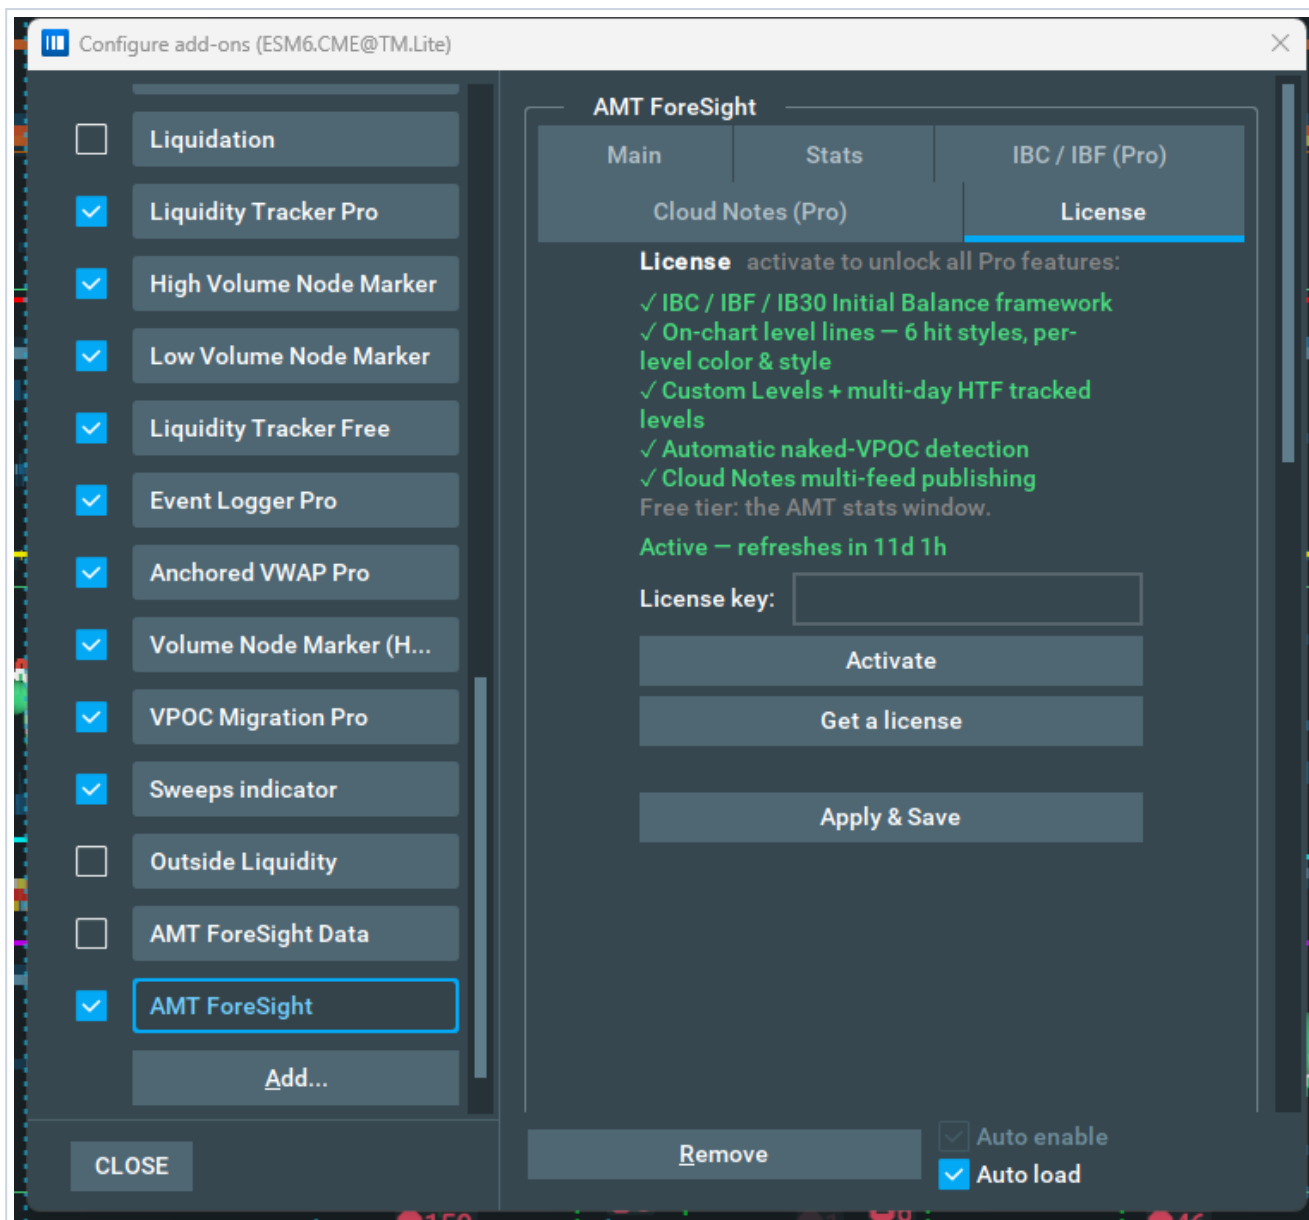 Configure add-ons (ESM6.CME@TM.Lite)
Liquidation
Liquidity Tracker Pro
High Volume Node Marker
Low Volume Node Marker
Liquidity Tracker Free
Event Logger Pro
Anchored VWAP Pro
Volume Node Marker (H...
VPOC Migration Pro
Sweeps indicator
Outside Liquidity
AMT ForeSight Data
AMT ForeSight
Add...
CLOSE
AMT ForeSight
Main Stats IBC / IBF (Pro)
Cloud Notes (Pro) License
License activate to unlock all Pro features:
✓ IBC / IBF / IB30 Initial Balance framework
✓ On-chart level lines — 6 hit styles, per-
level color & style
✓ Custom Levels + multi-day HTF tracked
levels
✓ Automatic naked-VPOC detection
✓ Cloud Notes multi-feed publishing
Free tier: the AMT stats window.
Active — refreshes in 11d 1h
License key:
Activate
Get a license
Apply & Save
Remove
Auto enable
Auto load